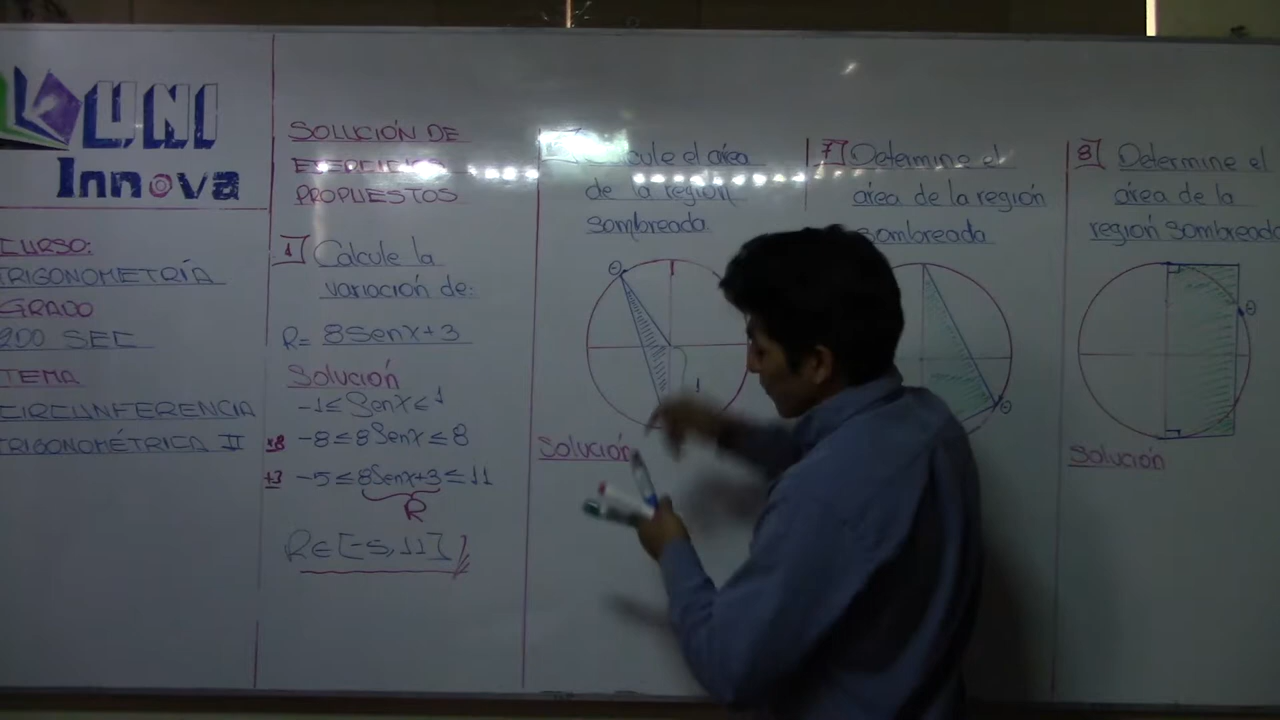 UNI
Innova
CURSO:
TRIGONOMETRÍA
GRADO
TEMA
CIRCUNFERENCIA
TRIGONOMÉTRICA II
SOLUCIÓN DE
EJERCICIOS
PROPUESTOS
1 Calcule la
variación de:
R= 8Senx+3
Solución
-1≤Senx≤1
x8 -8≤8Senx≤8
+3 -5≤8Senx+3≤11
R
R∈[-5,11]
el área
de la región
sombreada.
θ
1
Solución
7 Determine el
área de la región
sombreada
θ
8 Determine el
área de la
región sombreada
θ
Solución